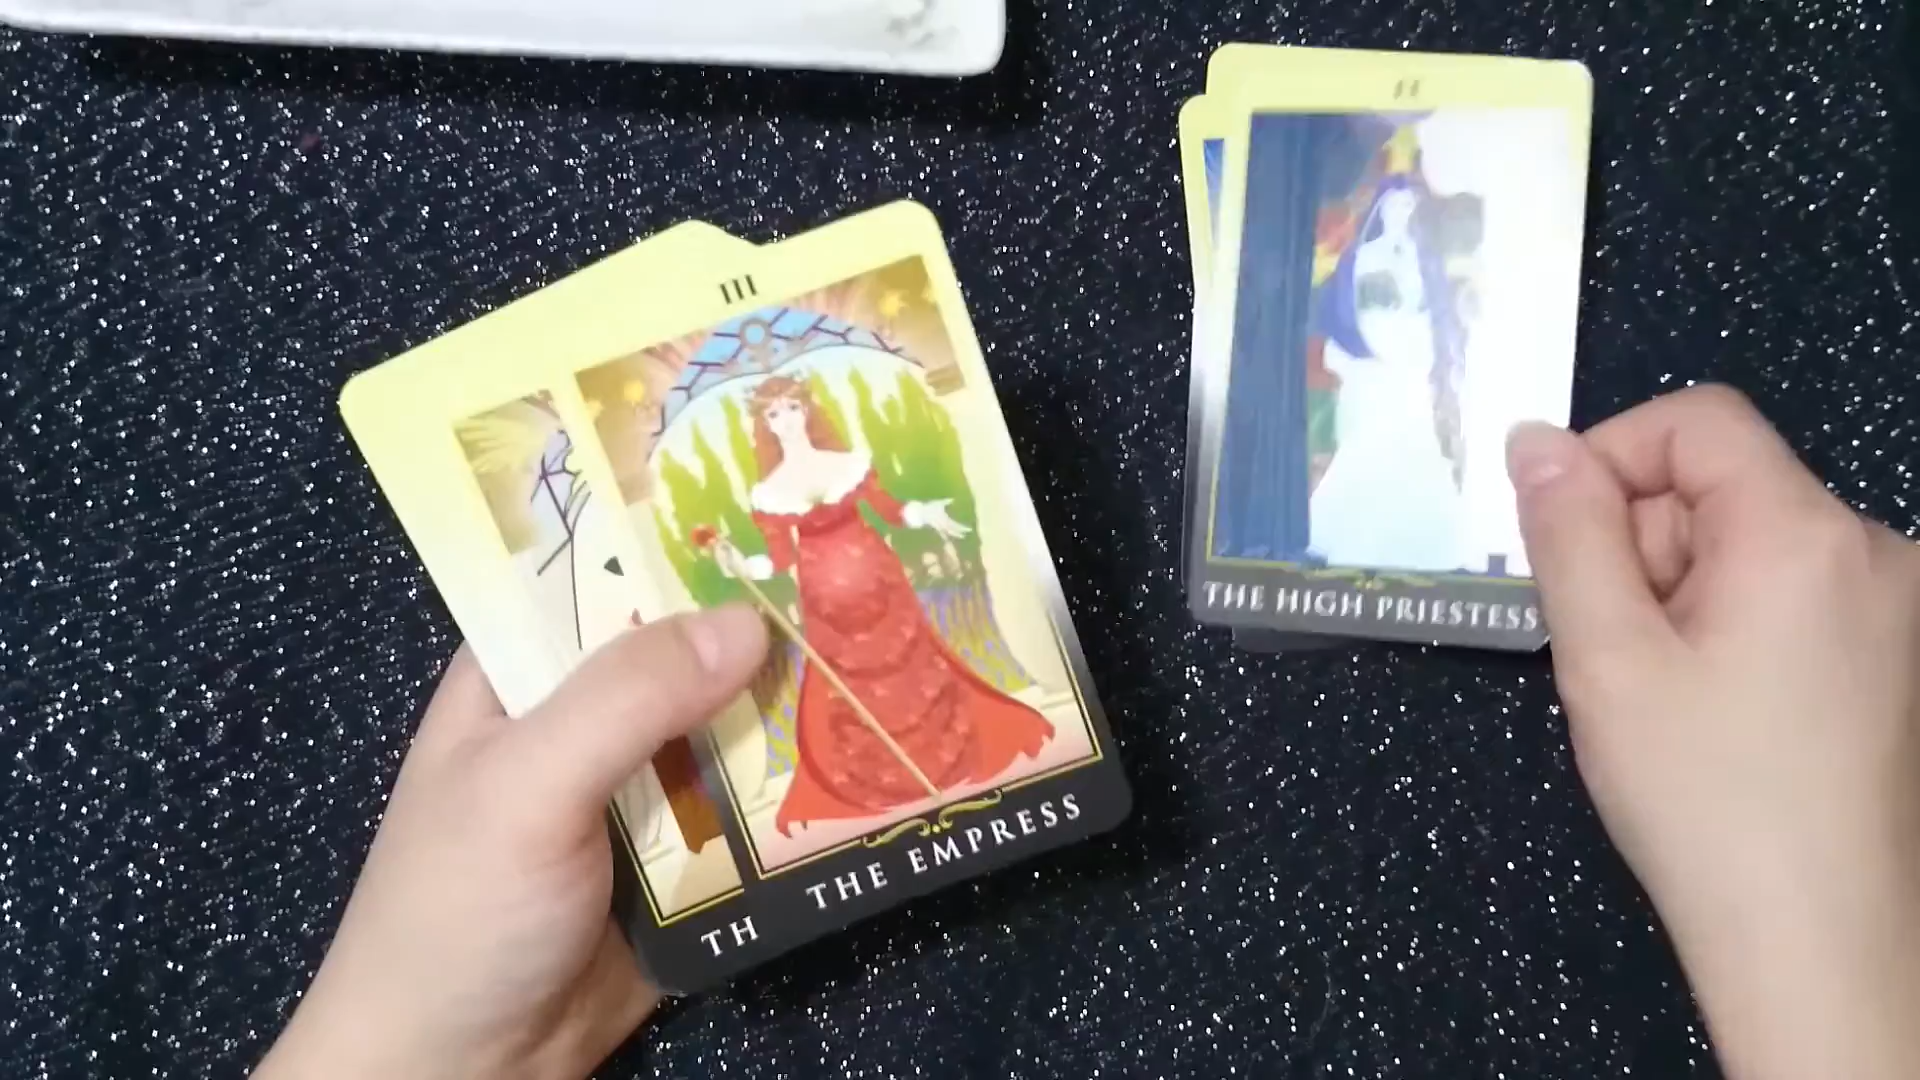 III
THE EMPRESS
TH
II
THE HIGH PRIESTESS